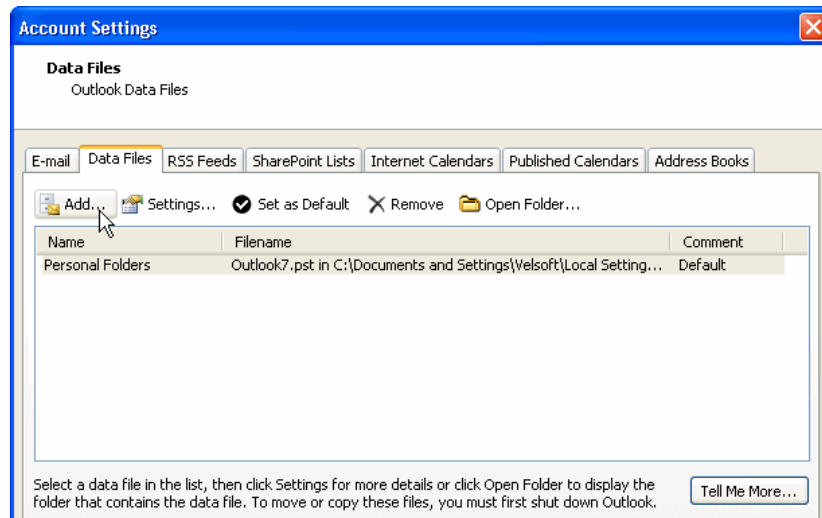 Account Settings
Data Files
Outlook Data Files
E-mail Data Files RSS Feeds SharePoint Lists Internet Calendars Published Calendars Address Books
Add... Settings... Set as Default Remove Open Folder...
Name Filename Comment
Personal Folders Outlook7.pst in C:\Documents and Settings\Velsoft\Local Setting... Default
Select a data file in the list, then click Settings for more details or click Open Folder to display the
folder that contains the data file. To move or copy these files, you must first shut down Outlook.
Tell Me More...